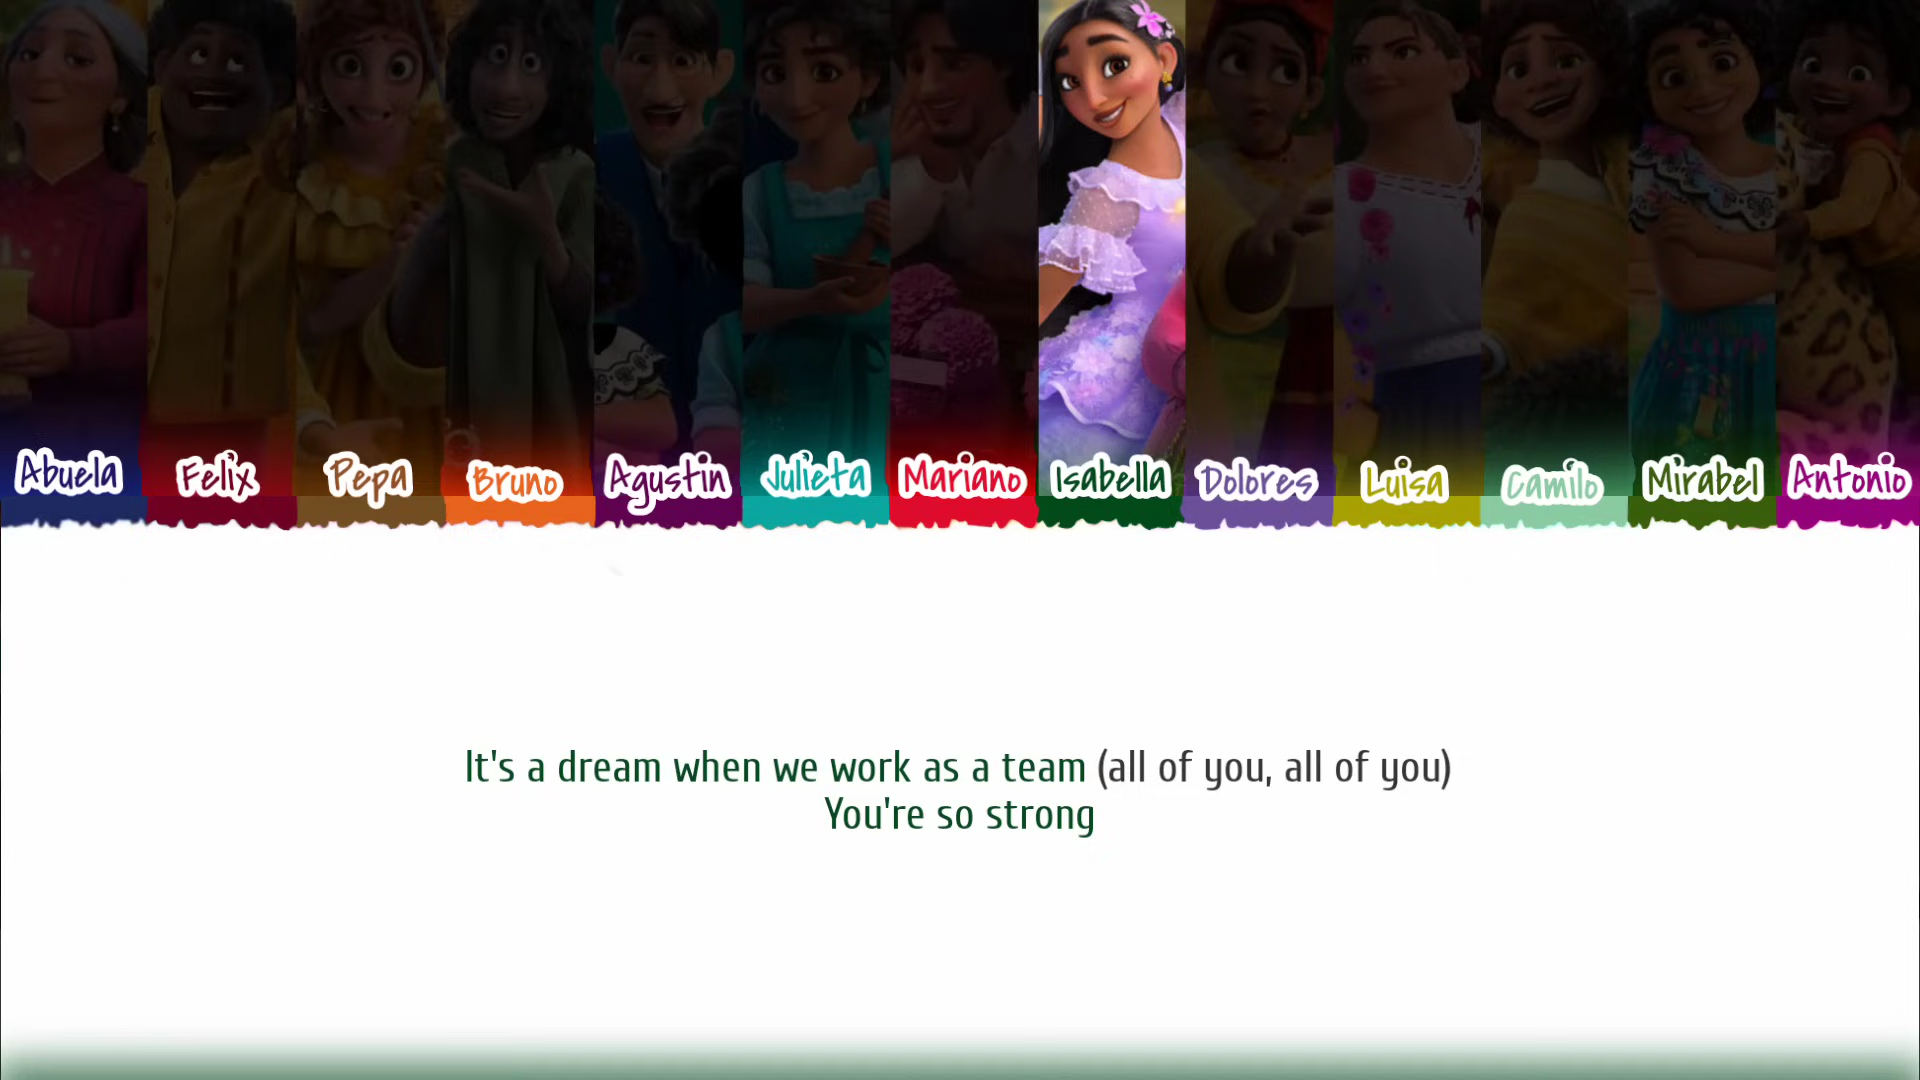 Abuela Felix Pepa Bruno Agustin Julieta Mariano Isabella Dolores Luisa Camilo Mirabel Antonio
It's a dream when we work as a team (all of you, all of you)
You're so strong